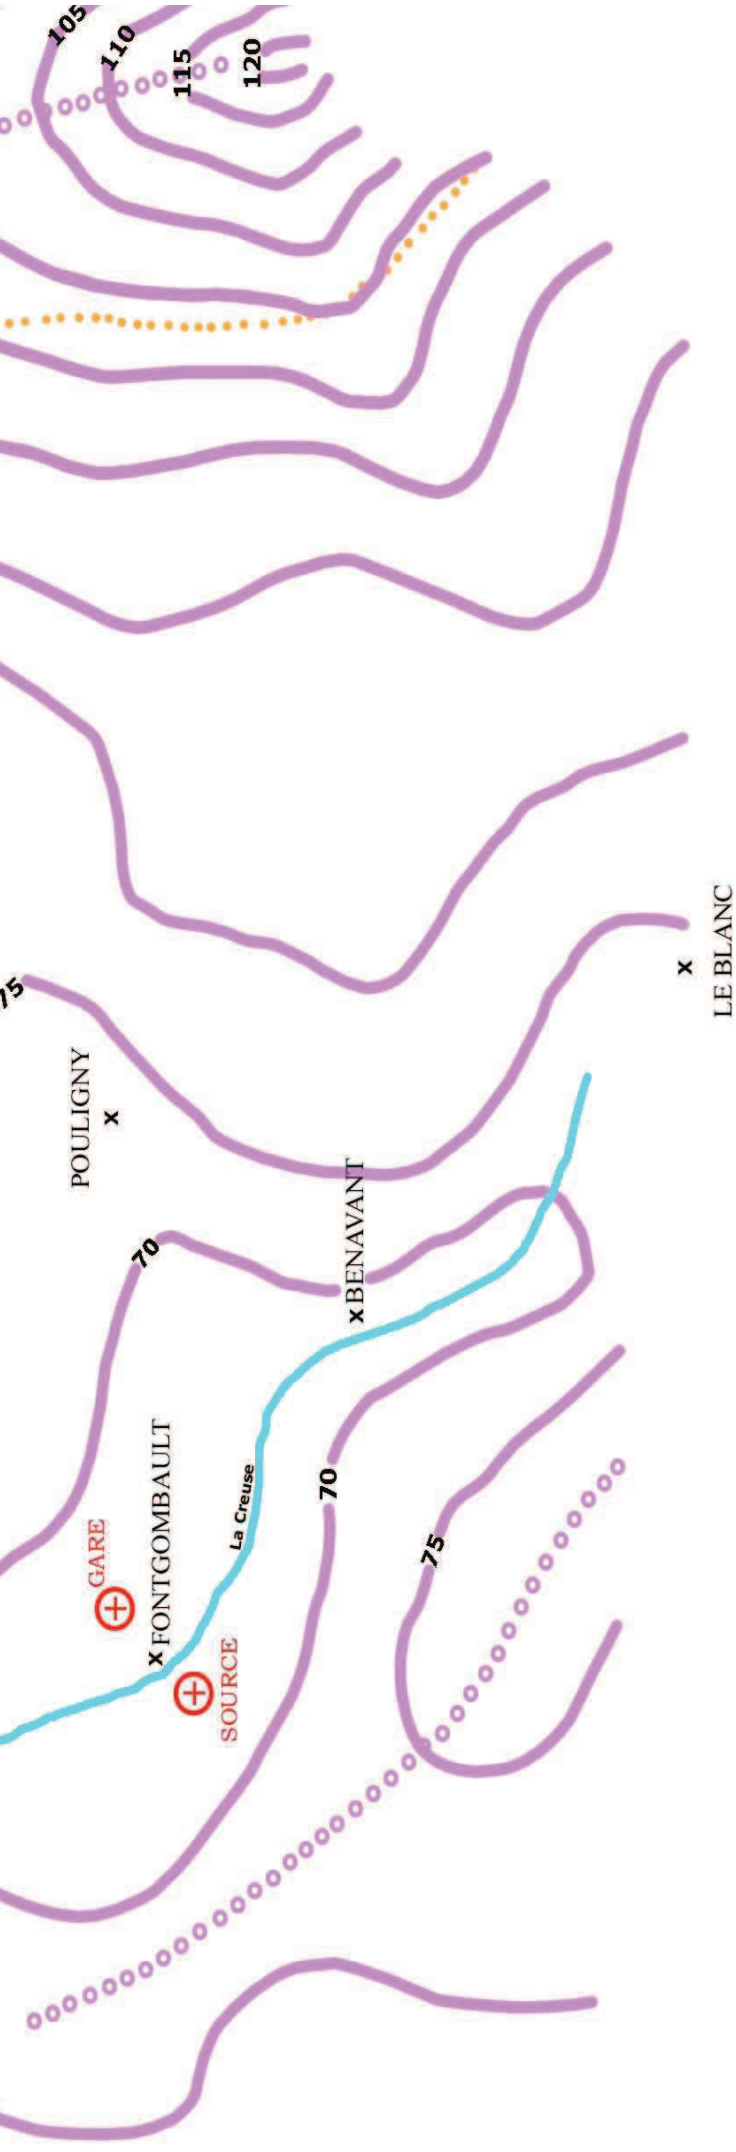 105
110
115
120
75
POULIGNY
x
LE BLANC
x
70
x BENAVANT
GARE
x FONTGOMBAULT
La Creuse
70
75
SOURCE